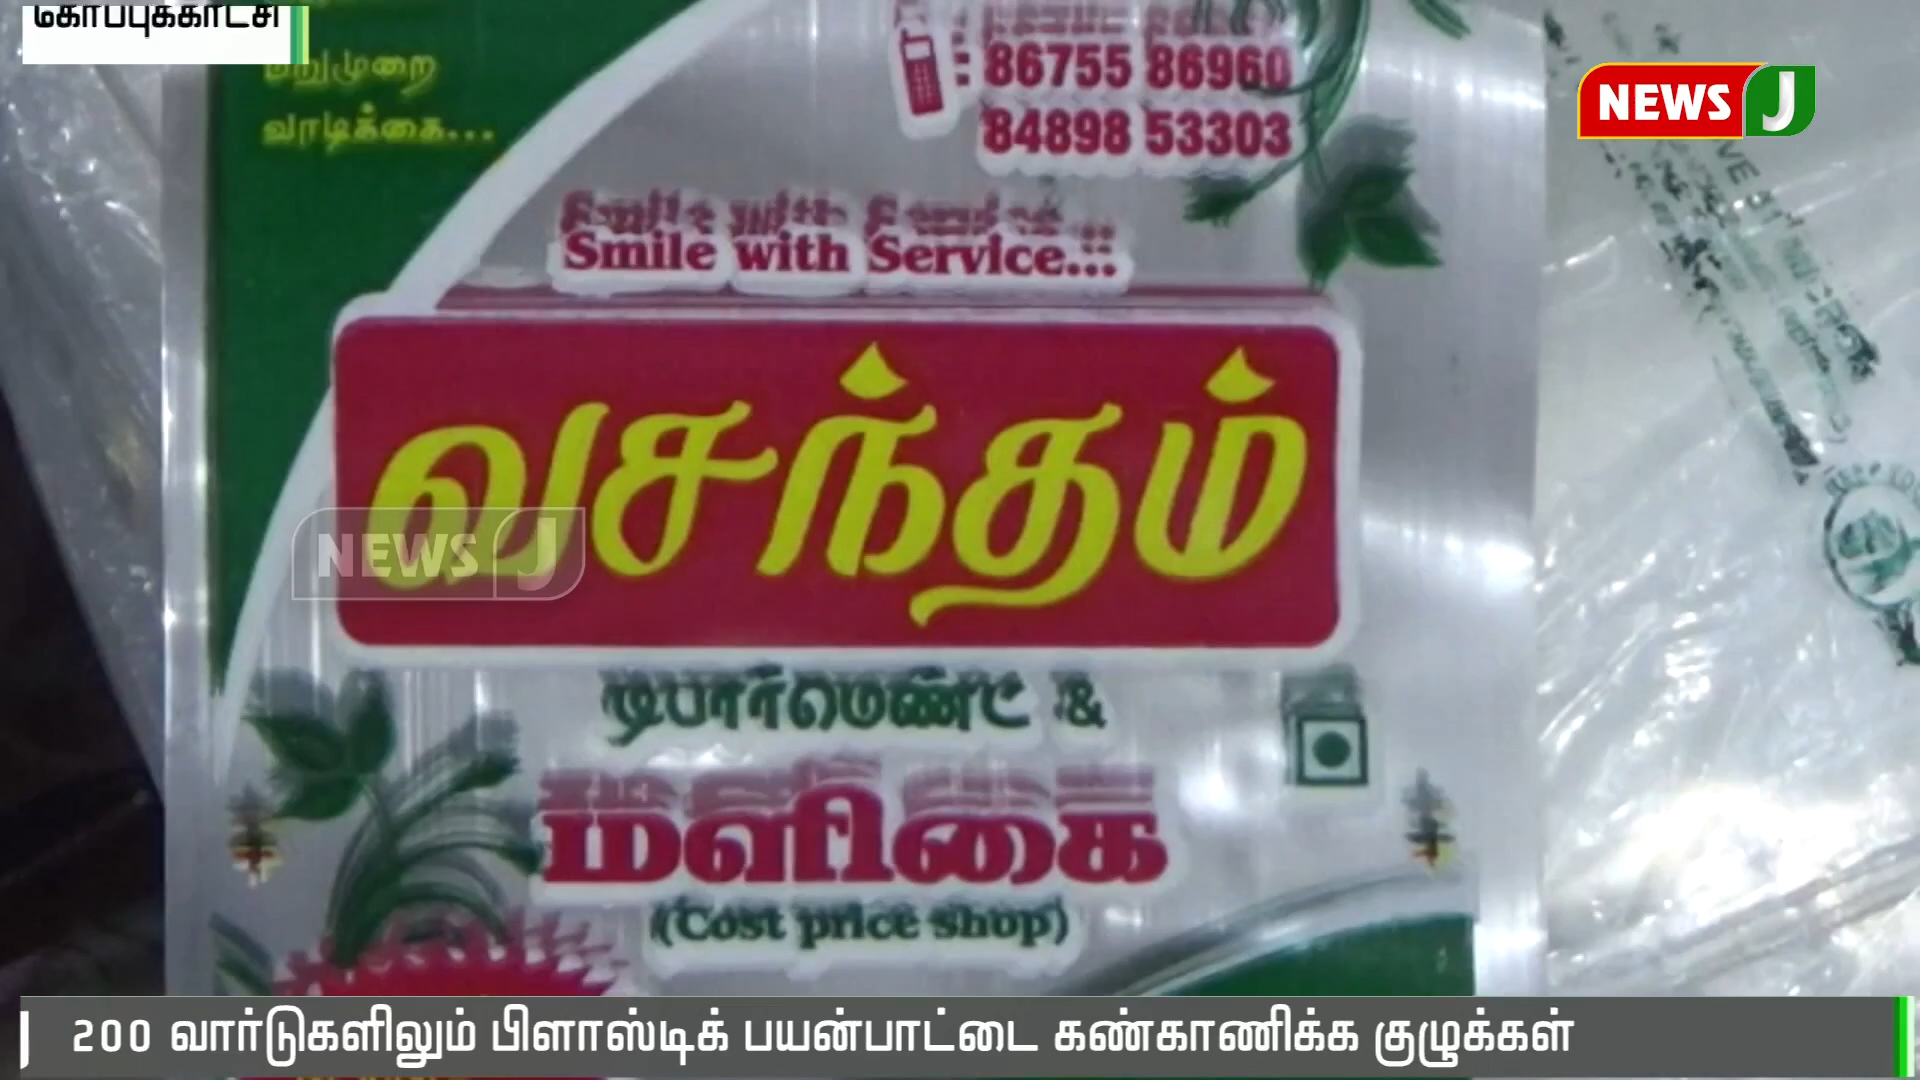 கோப்புக்காட்சி
மறுமுறை
வாடிக்கை...
86755 86960
84898 53303
NEWS J
Smile with Service...
வசந்தம்
NEWS J
டிபார்மெண்ட் &
மளிகை
(Cost price shop)
200 வார்டுகளிலும் பிளாஸ்டிக் பயன்பாட்டை கண்காணிக்க குழுக்கள்